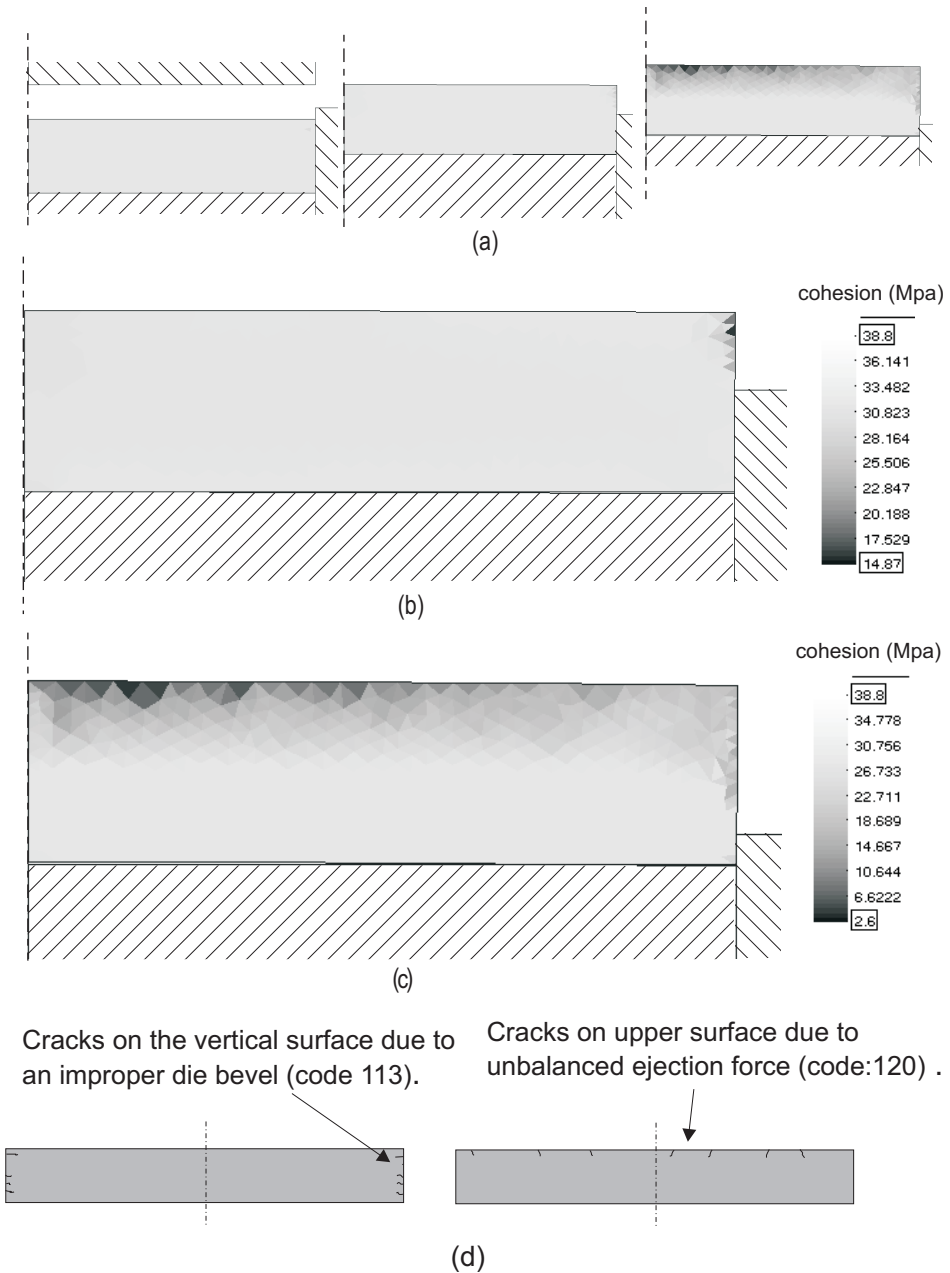 (a)
cohesion (Mpa)
38.8
36.141
33.482
30.823
28.164
25.506
22.847
20.188
17.529
14.87
(b)
cohesion (Mpa)
38.8
34.778
30.756
26.733
22.711
18.689
14.667
10.644
6.6222
2.6
(c)
Cracks on the vertical surface due to
an improper die bevel (code 113).
Cracks on upper surface due to
unbalanced ejection force (code:120) .
(d)